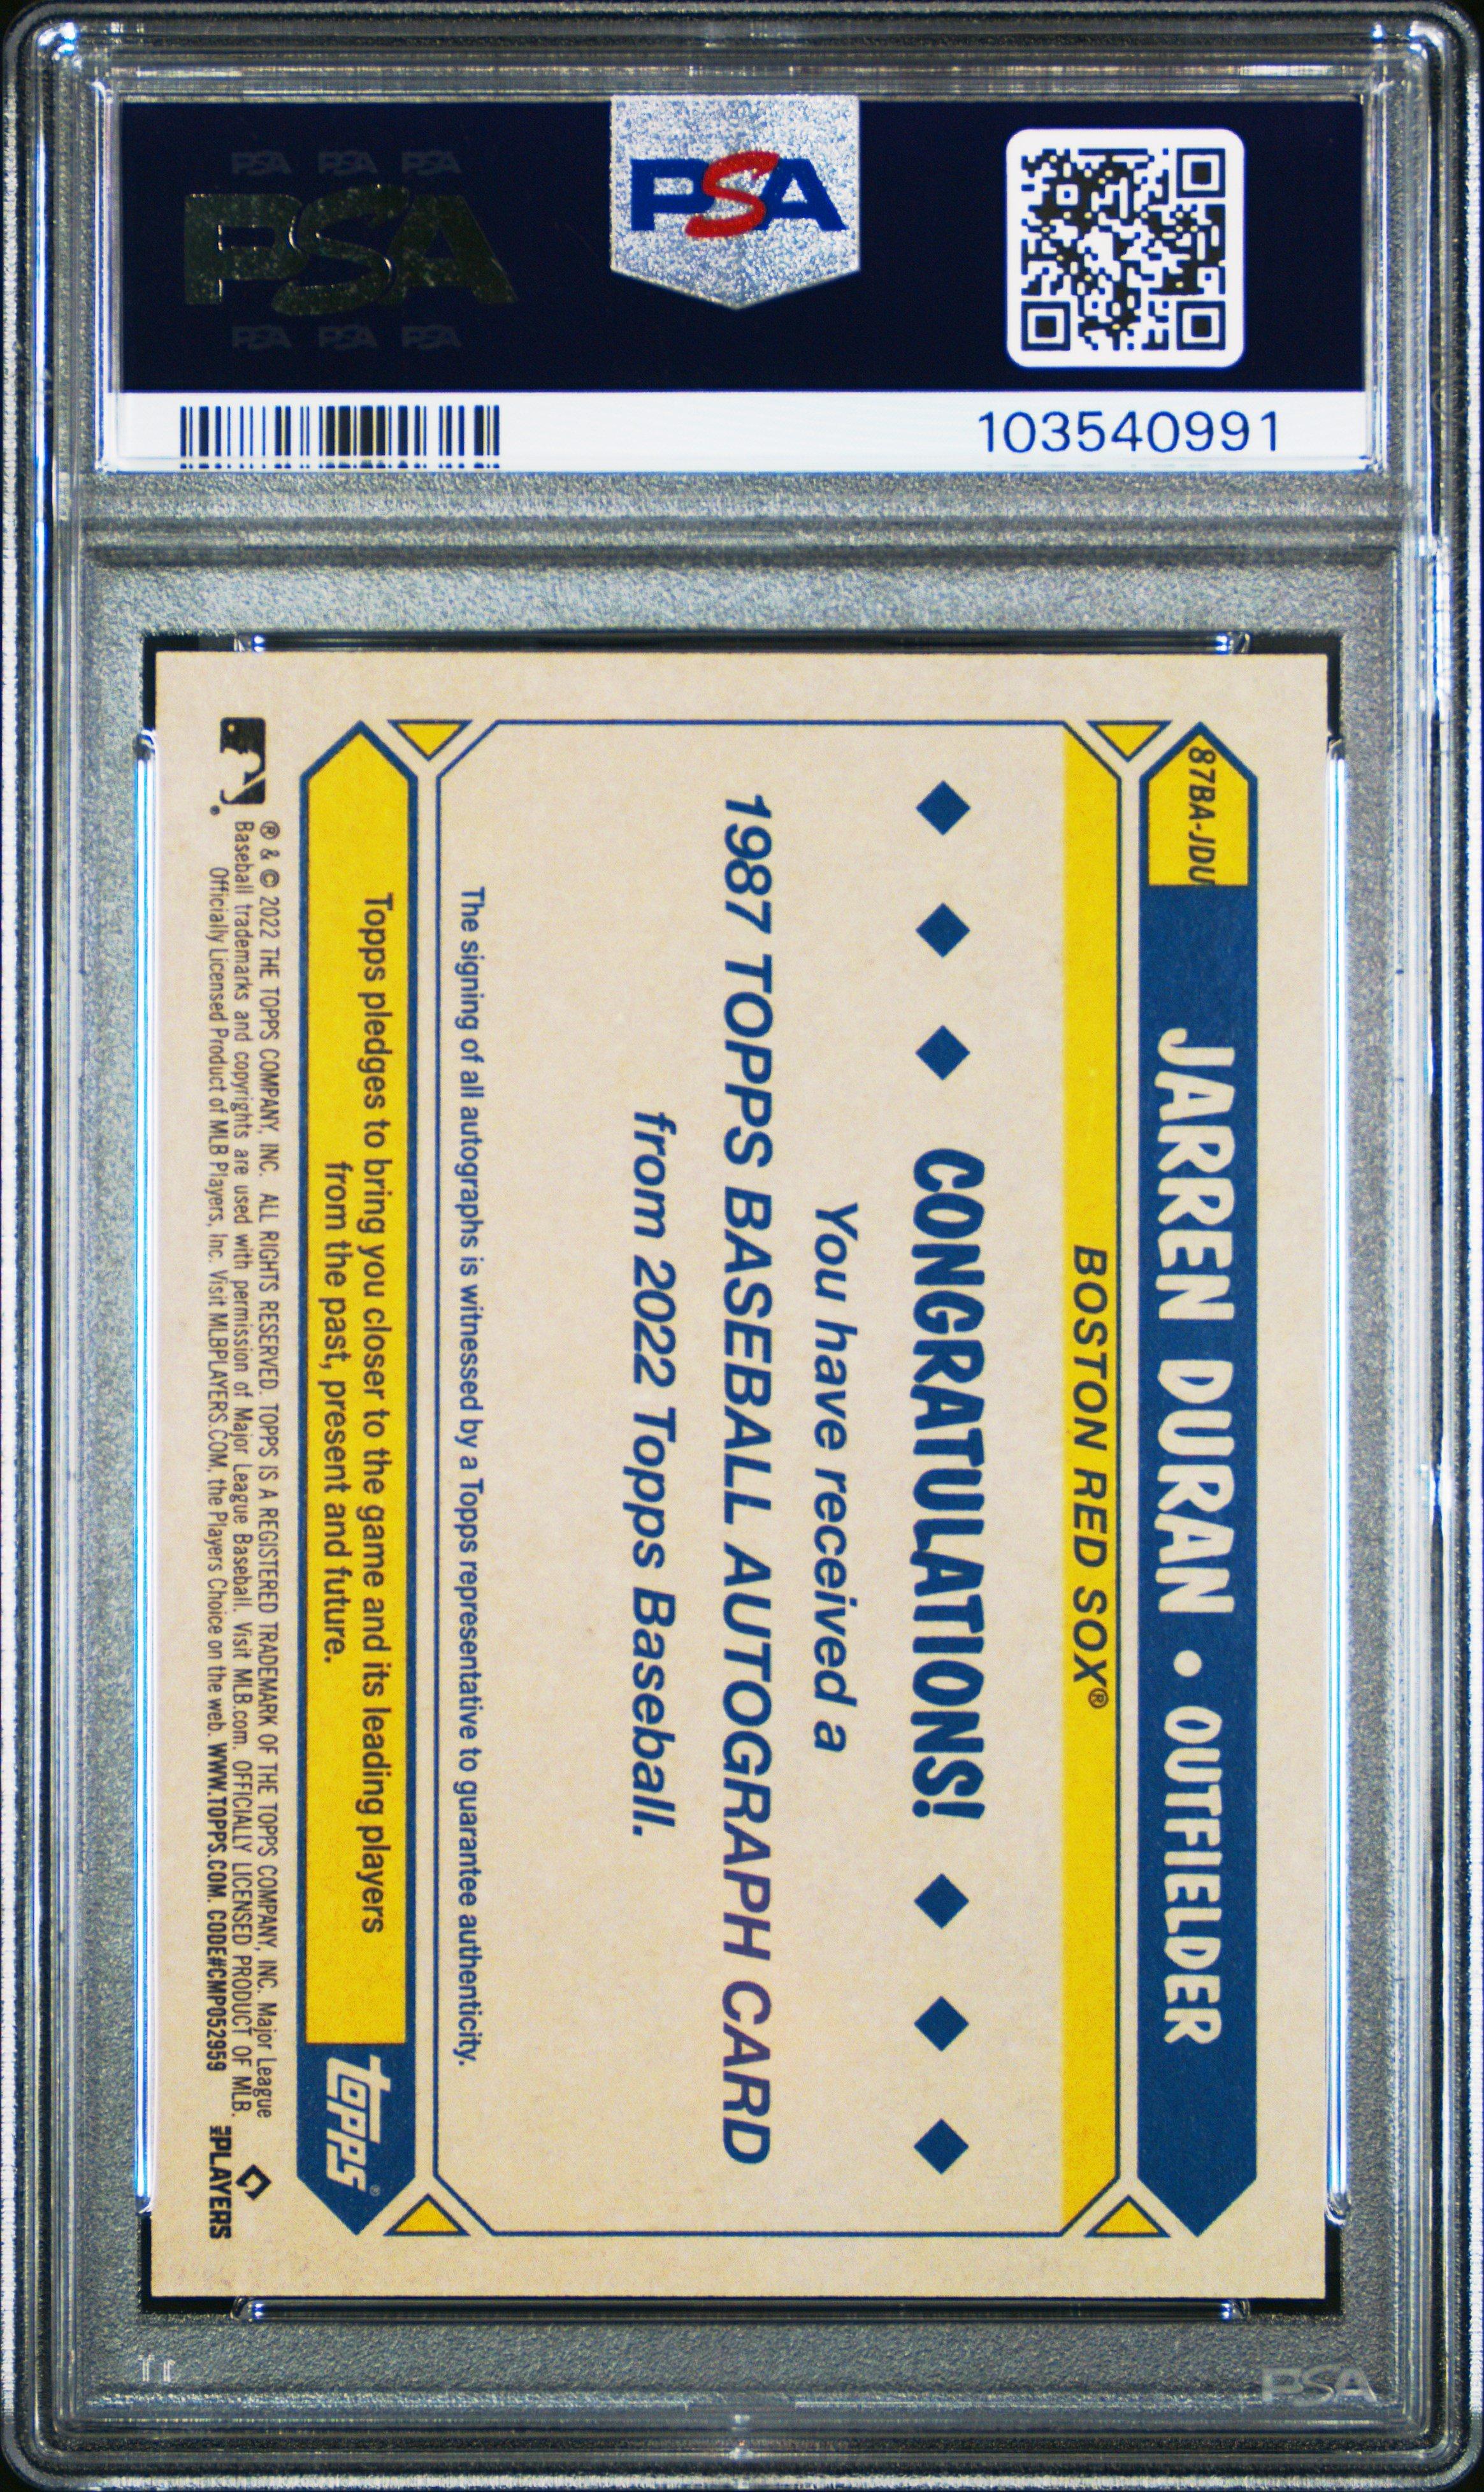 PSA PSA PSA
PSA
PSA PSA PSA
PSA
103540991
87BA-JDU
JARREN DURAN • OUTFIELDER
BOSTON RED SOX®
CONGRATULATIONS!
You have received a
1987 TOPPS BASEBALL AUTOGRAPH CARD
from 2022 Topps Baseball.
The signing of all autographs is witnessed by a Topps representative to guarantee authenticity.
Topps pledges to bring you closer to the game and its leading players
from the past, present and future.
topps®
® & © 2022 THE TOPPS COMPANY, INC. ALL RIGHTS RESERVED. TOPPS IS A REGISTERED TRADEMARK OF THE TOPPS COMPANY, INC. Major League
Baseball trademarks and copyrights are used with permission of Major League Baseball. Visit MLB.com. OFFICIALLY LICENSED PRODUCT OF MLB.
Officially Licensed Product of MLB Players, Inc. Visit MLBPLAYERS.COM, the Players Choice on the web. WWW.TOPPS.COM. CODE#CMP052959
MLB PLAYERS
PSA